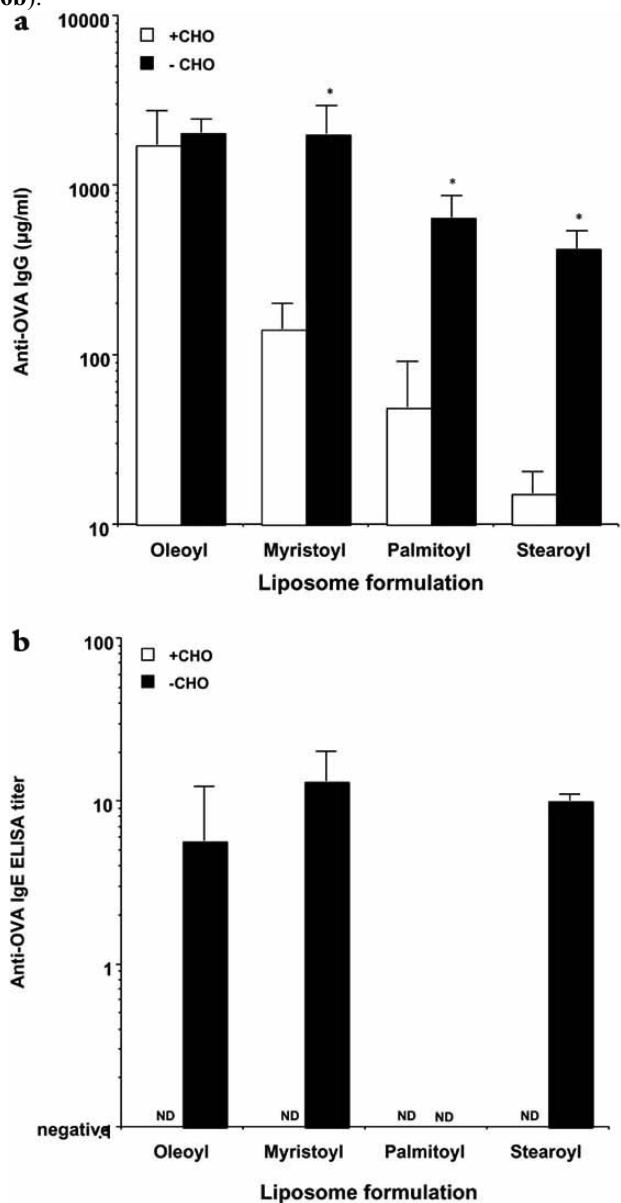 6b).
a
10000
+CHO
- CHO
*
*
*
1000
Anti-OVA IgG (µg/ml)
100
10
Oleoyl Myristoyl Palmitoyl Stearoyl
Liposome formulation
b
100
+CHO
-CHO
10
Anti-OVA IgE ELISA titer
1
ND ND ND ND ND
negative
Oleoyl Myristoyl Palmitoyl Stearoyl
Liposome formulation